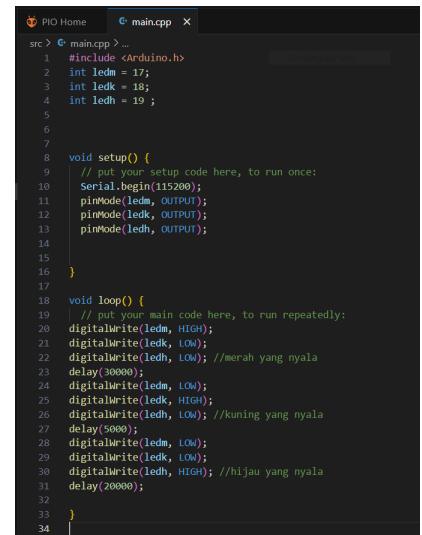 PIO Home main.cpp X
src > main.cpp > ...
1 #include <Arduino.h>
2 int ledm = 17;
3 int ledk = 18;
4 int ledh = 19 ;
5
6
7
8 void setup() {
9 // put your setup code here, to run once:
10 Serial.begin(115200);
11 pinMode(ledm, OUTPUT);
12 pinMode(ledk, OUTPUT);
13 pinMode(ledh, OUTPUT);
14
15
16 }
17
18 void loop() {
19 // put your main code here, to run repeatedly:
20 digitalWrite(ledm, HIGH);
21 digitalWrite(ledk, LOW);
22 digitalWrite(ledh, LOW); //merah yang nyala
23 delay(30000);
24 digitalWrite(ledm, LOW);
25 digitalWrite(ledk, HIGH);
26 digitalWrite(ledh, LOW); //kuning yang nyala
27 delay(5000);
28 digitalWrite(ledm, LOW);
29 digitalWrite(ledk, LOW);
30 digitalWrite(ledh, HIGH); //hijau yang nyala
31 delay(20000);
32
33 }
34